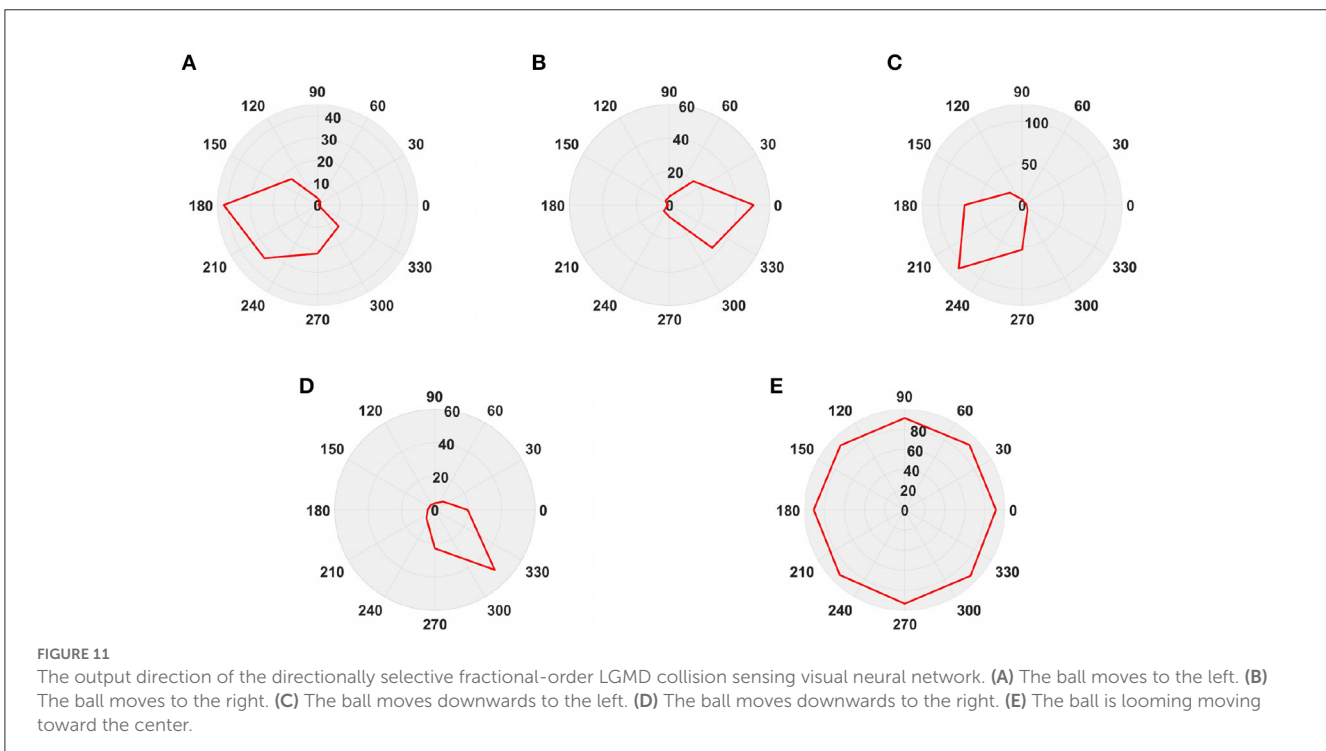 A
90
120 60
40
150 30 30
20
10
180 0 0
210 330
240 300
270
B
90
120 60 60
40
150 30
20
180 0 0
210 330
240 300
270
C
90
120 100 60
150 50 30
180 0 0
210 330
240 300
270
D
90
120 60 60
40
150 30
20
180 0 0
210 330
240 300
270
E
90
120 80 60
60
150 40 30
20
180 0 0
210 330
240 300
270
FIGURE 11
The output direction of the directionally selective fractional-order LGMD collision sensing visual neural network. (A) The ball moves to the left. (B)
The ball moves to the right. (C) The ball moves downwards to the left. (D) The ball moves downwards to the right. (E) The ball is looming moving
toward the center.